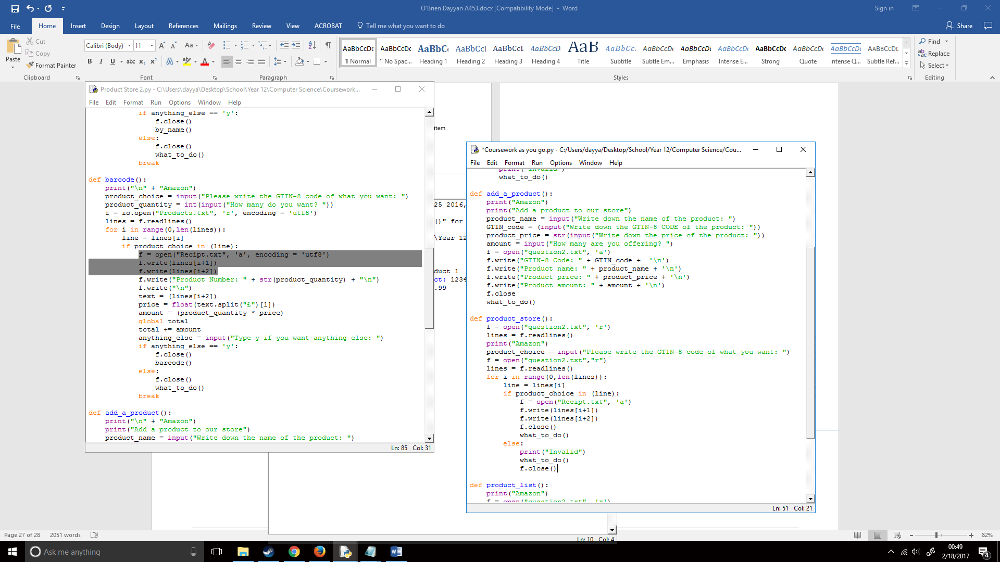 O'Brien Dayyan A453.docx [Compatibility Mode] - Word
Sign in
File Home Insert Design Layout References Mailings Review View ACROBAT Tell me what you want to do
Share
Paste
Cut
Copy
Format Painter
Clipboard
Calibri (Body) 11
Font
Paragraph
AaBbCcDc AaBbCcDc AaBbC AaBbCcI AaBbCcI AaBbCcD AaB AaBbCc. AaBbCcDc AaBbCcDc AaBbCcDc AaBbCcDc AaBbCcDc AaBbCcDc AABBCCDE
¶ Normal ¶ No Spac... Heading 1 Heading 2 Heading 3 Heading 4 Title Subtitle Subtle Em... Emphasis Intense E... Strong Quote Intense Q... Subtle Ref...
Styles
Find
Replace
Select
Editing
Product Store 2.py - C:\Users\dayya\Desktop\School\Year 12\Computer Science\Coursework...
File Edit Format Run Options Window Help
if anything_else == 'y':
f.close()
by_name()
else:
f.close()
what_to_do()
break
def barcode():
print("\n" + "Amazon")
product_choice = input("Please write the GTIN-8 code of what you want: ")
product_quantity = int(input("How many do you want? "))
f = io.open("Products.txt", 'r', encoding = 'utf8')
lines = f.readlines()
for i in range(0,len(lines)):
line = lines[i]
if product_choice in (line):
f = open("Recipt.txt", 'a', encoding = 'utf8')
f.write(lines[i+1])
f.write(lines[i+2])
f.write("Product Number: " + str(product_quantity) + "\n")
f.write("\n")
text = (lines[i+2])
price = float(text.split("£")[1])
amount = (product_quantity * price)
global total
total += amount
anything_else = input("Type y if you want anything else: ")
if anything_else == 'y':
f.close()
barcode()
else:
f.close()
what_to_do()
break
def add_a_product():
print("\n" + "Amazon")
print("Add a product to our store")
product_name = input("Write down the name of the product: ")
Ln: 85 Col: 31
item
25 2016,
()" for
\Year 12
duct 1
ct: 1234
.99
Ln: 10 Col: 4
*Coursework as you go.py - C:/Users/dayya/Desktop/School/Year 12/Computer Science/Cou...
File Edit Format Run Options Window Help
print("Invalid")
what_to_do()
def add_a_product():
print("Amazon")
print("Add a product to our store")
product_name = input("Write down the name of the product: ")
GTIN_code = (input("Write down the GTIN-8 CODE of the product: "))
product_price = str(input("Write down the price of the product: "))
amount = input("How many are you offering? ")
f = open("question2.txt", 'a')
f.write("GTIN-8 Code: " + GTIN_code +  '\n')
f.write("Product name: " + product_name + '\n')
f.write("Product price: " + product_price + '\n')
f.write("Product amount: " + amount + '\n')
f.close
what_to_do()
def product_store():
f = open("question2.txt", 'r')
lines = f.readlines()
print("Amazon")
product_choice = input("Please write the GTIN-8 code of what you want: ")
f = open("question2.txt","r")
lines = f.readlines()
for i in range(0,len(lines)):
line = lines[i]
if product_choice in (line):
f = open("Recipt.txt", 'a')
f.write(lines[i+1])
f.write(lines[i+2])
f.close()
what_to_do()
else:
print("Invalid")
what_to_do()
f.close()
def product_list():
print("Amazon")
f = open("question2.txt", 'r')
Ln: 51 Col: 21
Page 27 of 28 2051 words
82%
Ask me anything
00:49
2/18/2017
4